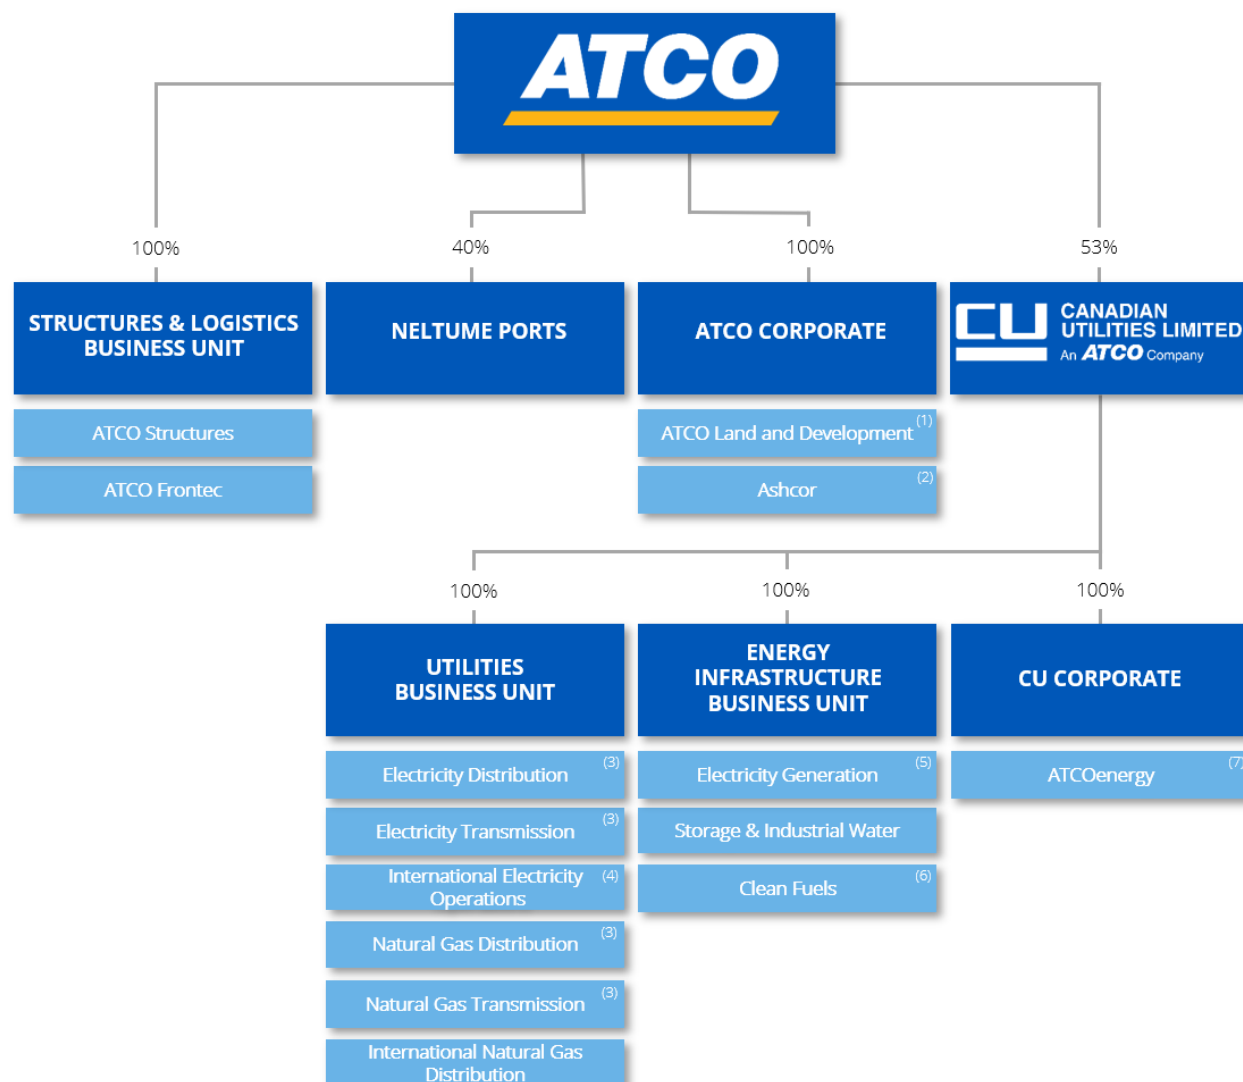 ATCO
100%
40%
100%
53%
STRUCTURES & LOGISTICS
BUSINESS UNIT
NELTUME PORTS
ATCO CORPORATE
CU
CANADIAN
UTILITIES LIMITED
An ATCO Company
ATCO Structures
ATCO Frontec
ATCO Land and Development (1)
Ashcor (2)
100%
100%
100%
UTILITIES
BUSINESS UNIT
ENERGY
INFRASTRUCTURE
BUSINESS UNIT
CU CORPORATE
Electricity Distribution (3)
Electricity Transmission (3)
International Electricity (4)
Operations
Natural Gas Distribution (3)
Natural Gas Transmission (3)
International Natural Gas
Distribution
Electricity Generation (5)
Storage & Industrial Water
Clean Fuels (6)
ATCOenergy (7)